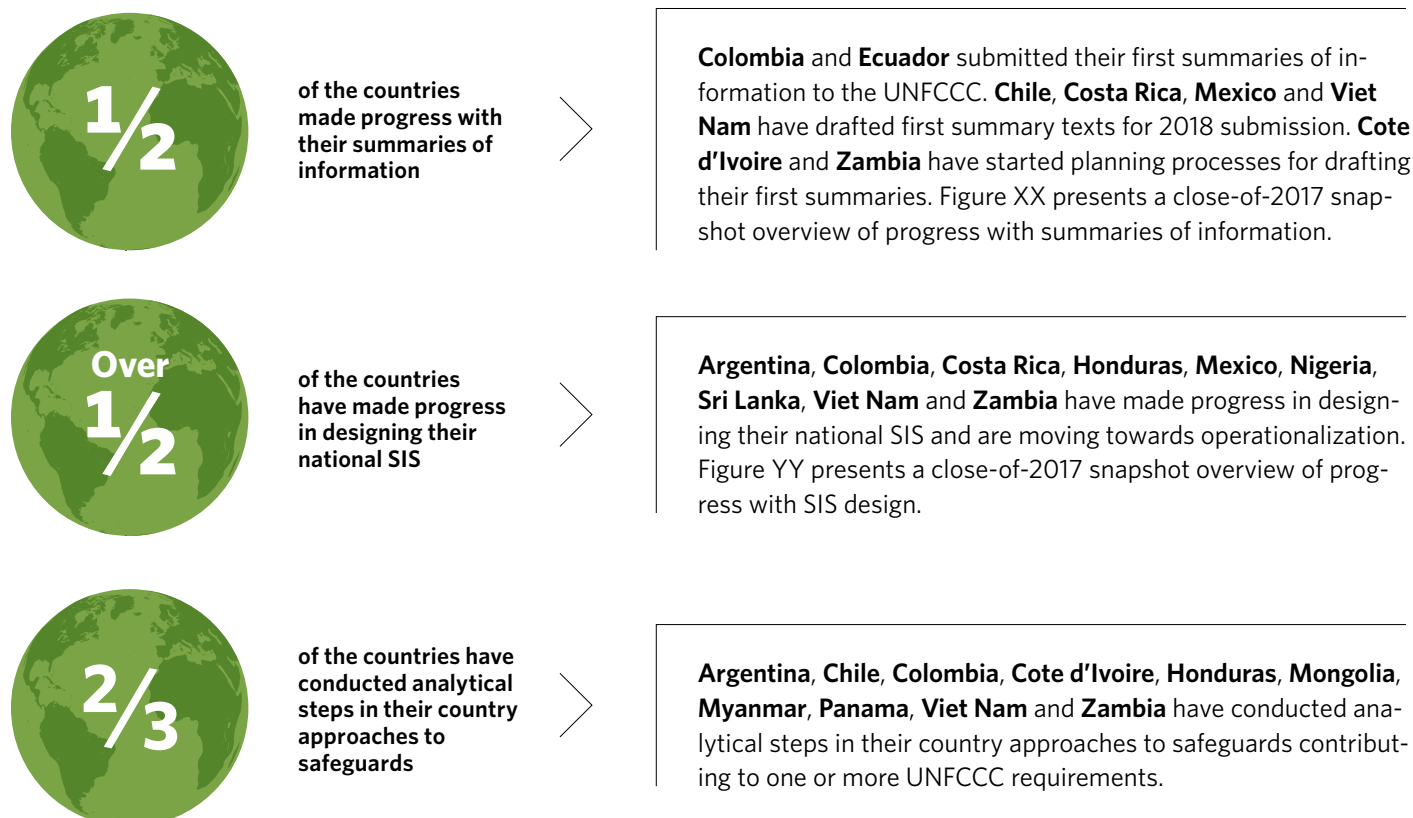 1/2
of the countries
made progress with
their summaries of
information
Colombia and Ecuador submitted their first summaries of in-
formation to the UNFCCC. Chile, Costa Rica, Mexico and Viet
Nam have drafted first summary texts for 2018 submission. Cote
d'Ivoire and Zambia have started planning processes for drafting
their first summaries. Figure XX presents a close-of-2017 snap-
shot overview of progress with summaries of information.
Over
1/2
of the countries
have made progress
in designing their
national SIS
Argentina, Colombia, Costa Rica, Honduras, Mexico, Nigeria,
Sri Lanka, Viet Nam and Zambia have made progress in design-
ing their national SIS and are moving towards operationalization.
Figure YY presents a close-of-2017 snapshot overview of prog-
ress with SIS design.
2/3
of the countries have
conducted analytical
steps in their country
approaches to
safeguards
Argentina, Chile, Colombia, Cote d'Ivoire, Honduras, Mongolia,
Myanmar, Panama, Viet Nam and Zambia have conducted ana-
lytical steps in their country approaches to safeguards contribut-
ing to one or more UNFCCC requirements.